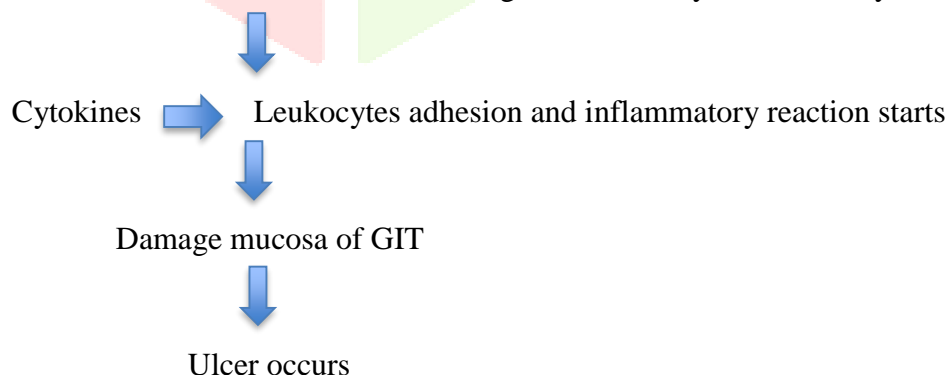 Cytokines Leukocytes adhesion and inflammatory reaction starts
Damage mucosa of GIT
Ulcer occurs